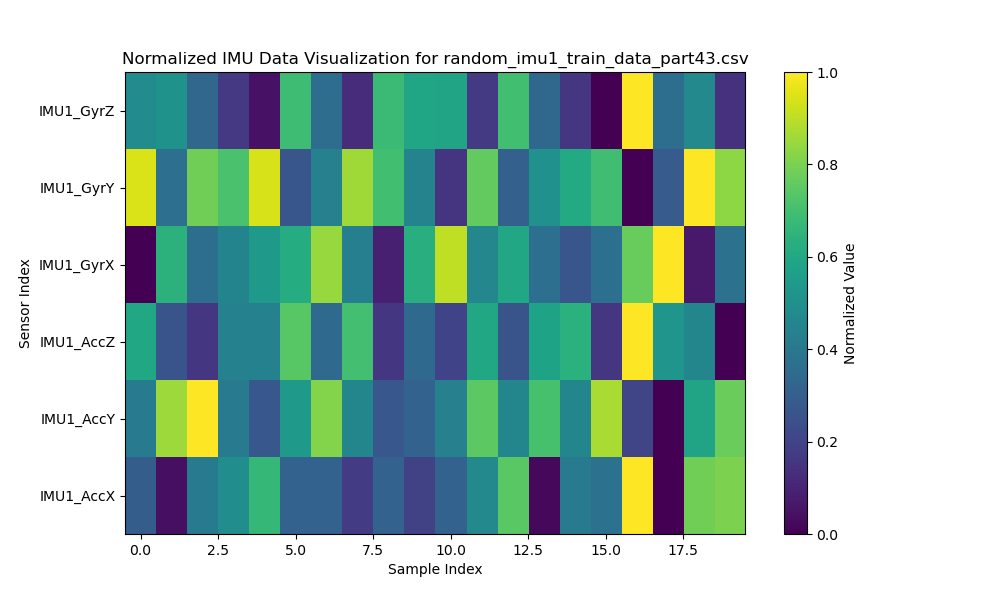 Normalized IMU Data Visualization for random_imu1_train_data_part43.csv
IMU1_GyrZ
IMU1_GyrY
IMU1_GyrX
IMU1_AccZ
IMU1_AccY
IMU1_AccX
Sensor Index
0.0 2.5 5.0 7.5 10.0 12.5 15.0 17.5
Sample Index
1.0
0.8
0.6
0.4
0.2
0.0
Normalized Value